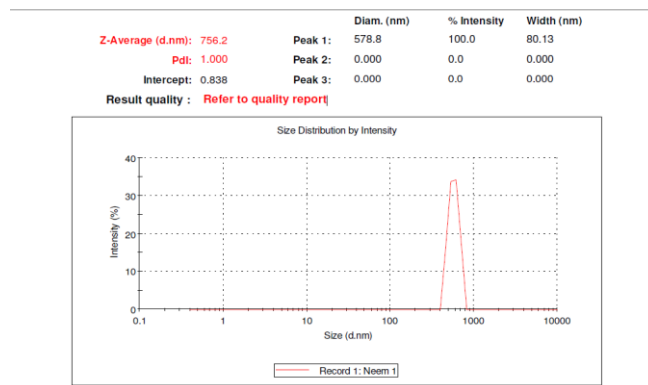 Diam. (nm) % Intensity Width (nm)
Z-Average (d.nm): 756.2 Peak 1: 578.8 100.0 80.13
PdI: 1.000 Peak 2: 0.000 0.0 0.000
Intercept: 0.838 Peak 3: 0.000 0.0 0.000
Result quality : Refer to quality report
Size Distribution by Intensity
40
30
20
10
0
Intensity (%)
0.1 1 10 100 1000 10000
Size (d.nm)
Record 1: Neem 1